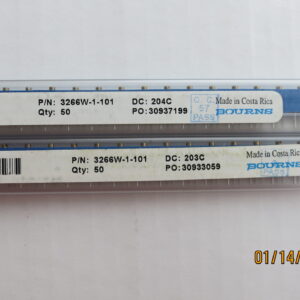 P/N: 3266W-1-101 DC: 204C Made in Costa Rica
Qty: 50 PO:30937199 BOURNS
57
PASS
P/N: 3266W-1-101 DC: 203C Made in Costa Rica
Qty: 50 PO:30933059 BOURNS
01/14/